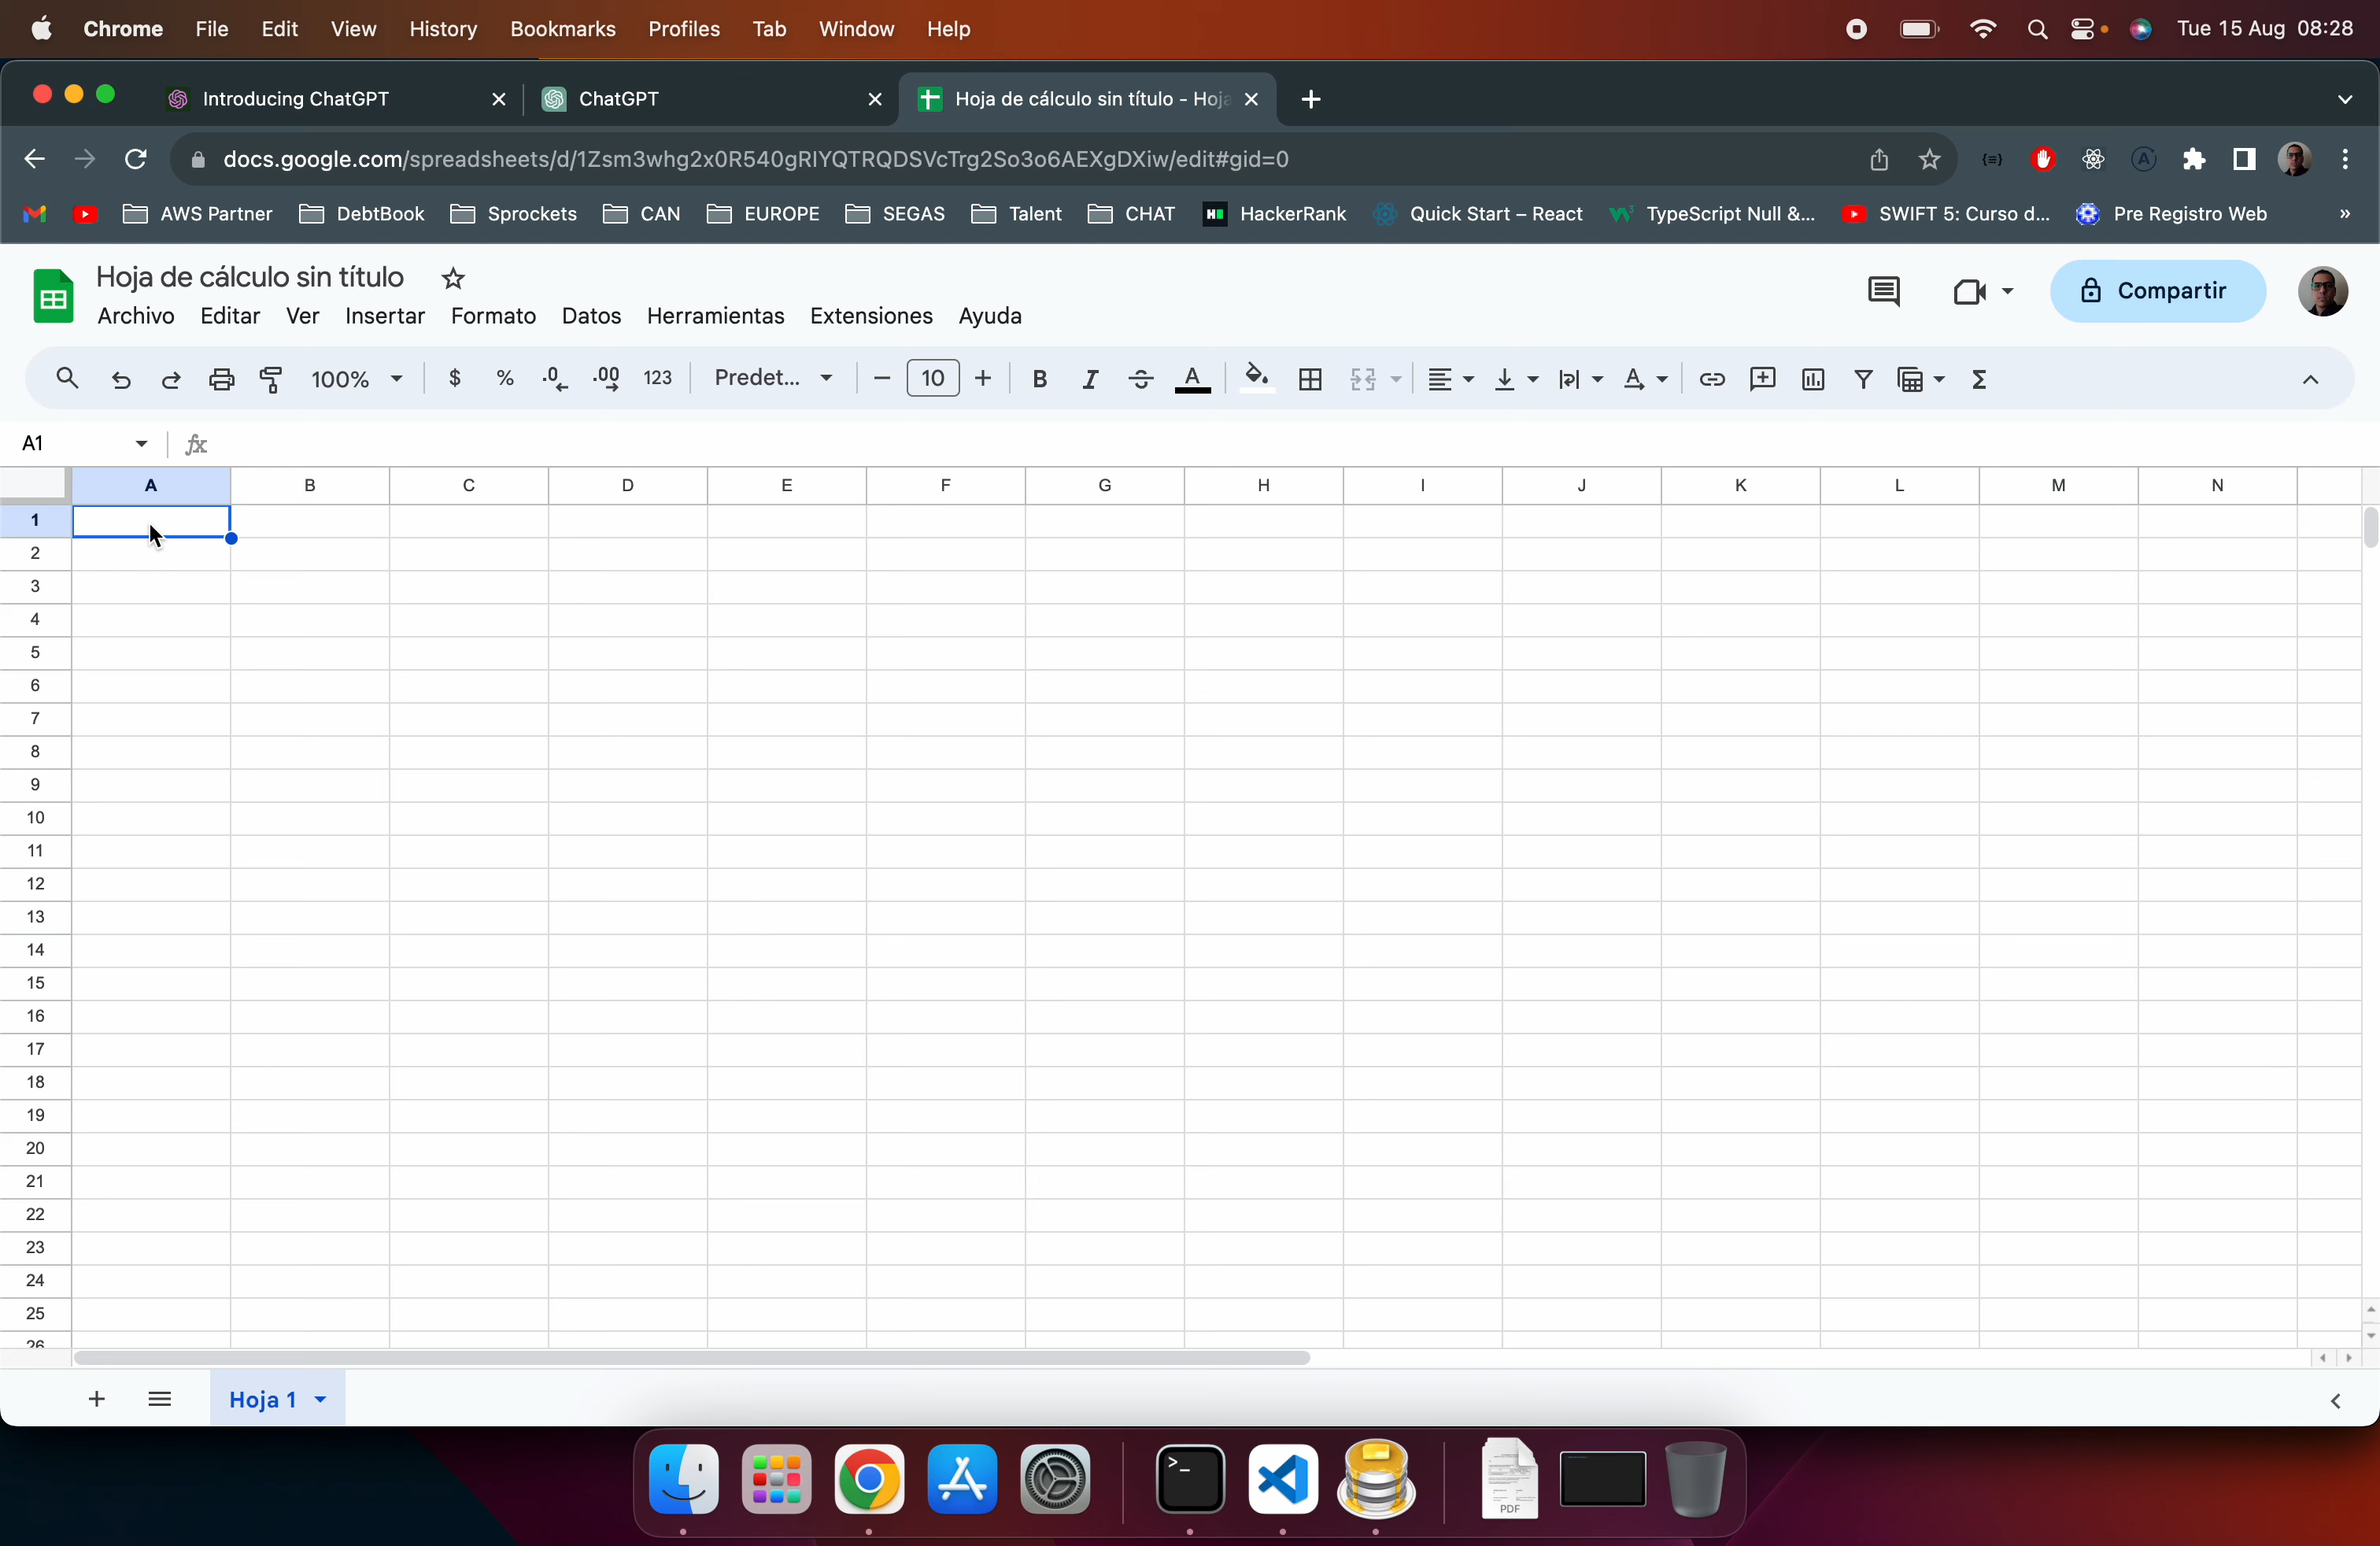 Chrome File Edit View History Bookmarks Profiles Tab Window Help Tue 15 Aug 08:28
Introducing ChatGPT ChatGPT Hoja de cálculo sin título - Hoja
docs.google.com/spreadsheets/d/1Zsm3whg2x0R540gRIYQTRQDSVcTrg2So3o6AEXgDXiw/edit#gid=0
AWS Partner DebtBook Sprockets CAN EUROPE SEGAS Talent CHAT HackerRank Quick Start – React TypeScript Null &... SWIFT 5: Curso d... Pre Registro Web »
Hoja de cálculo sin título
Archivo Editar Ver Insertar Formato Datos Herramientas Extensiones Ayuda
Compartir
100% $ % .0 .00 123 Predet... − 10 + B I S A Σ
A1 fx
A B C D E F G H I J K L M N
1
2
3
4
5
6
7
8
9
10
11
12
13
14
15
16
17
18
19
20
21
22
23
24
25
26
+ Hoja 1
PDF